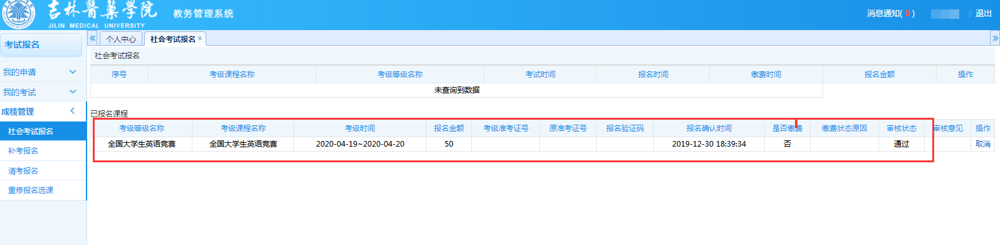 吉林醫藥學院
JILIN MEDICAL UNIVERSITY
教务管理系统
消息通知( 0 ) 退出
考试报名
« 个人中心 社会考试报名 × »
社会考试报名
我的申请
我的考试
成绩管理
社会考试报名
补考报名
清考报名
重修报名选课
序号 考级课程名称 考级等级名称 考试时间 报名时间 缴费时间 报名金额 操作
未查询到数据
已报名课程
考级等级名称 考级课程名称 考级时间 报名金额 考级准考证号 原准考证号 报名验证码 报名确认时间 是否缴费 缴费状态原因 审核状态 审核意见 操作
全国大学生英语竞赛 全国大学生英语竞赛 2020-04-19~2020-04-20 50 2019-12-30 18:39:34 否 通过 取消